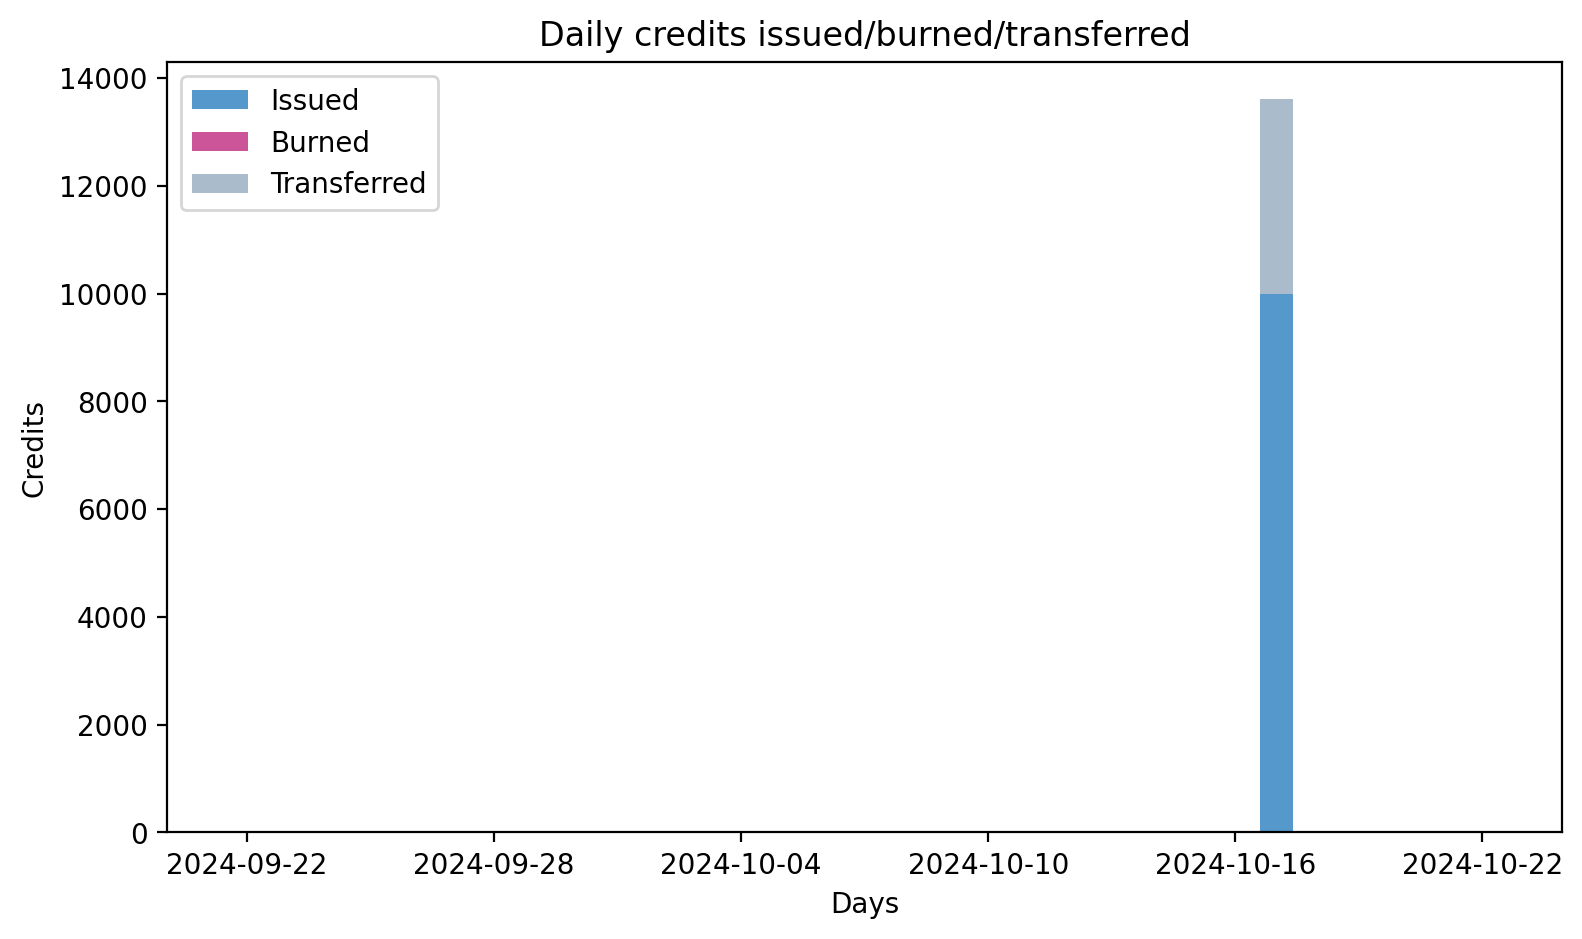 Daily credits issued/burned/transferred
14000
12000
10000
8000
6000
4000
2000
0
Credits
Issued
Burned
Transferred
2024-09-22 2024-09-28 2024-10-04 2024-10-10 2024-10-16 2024-10-22
Days